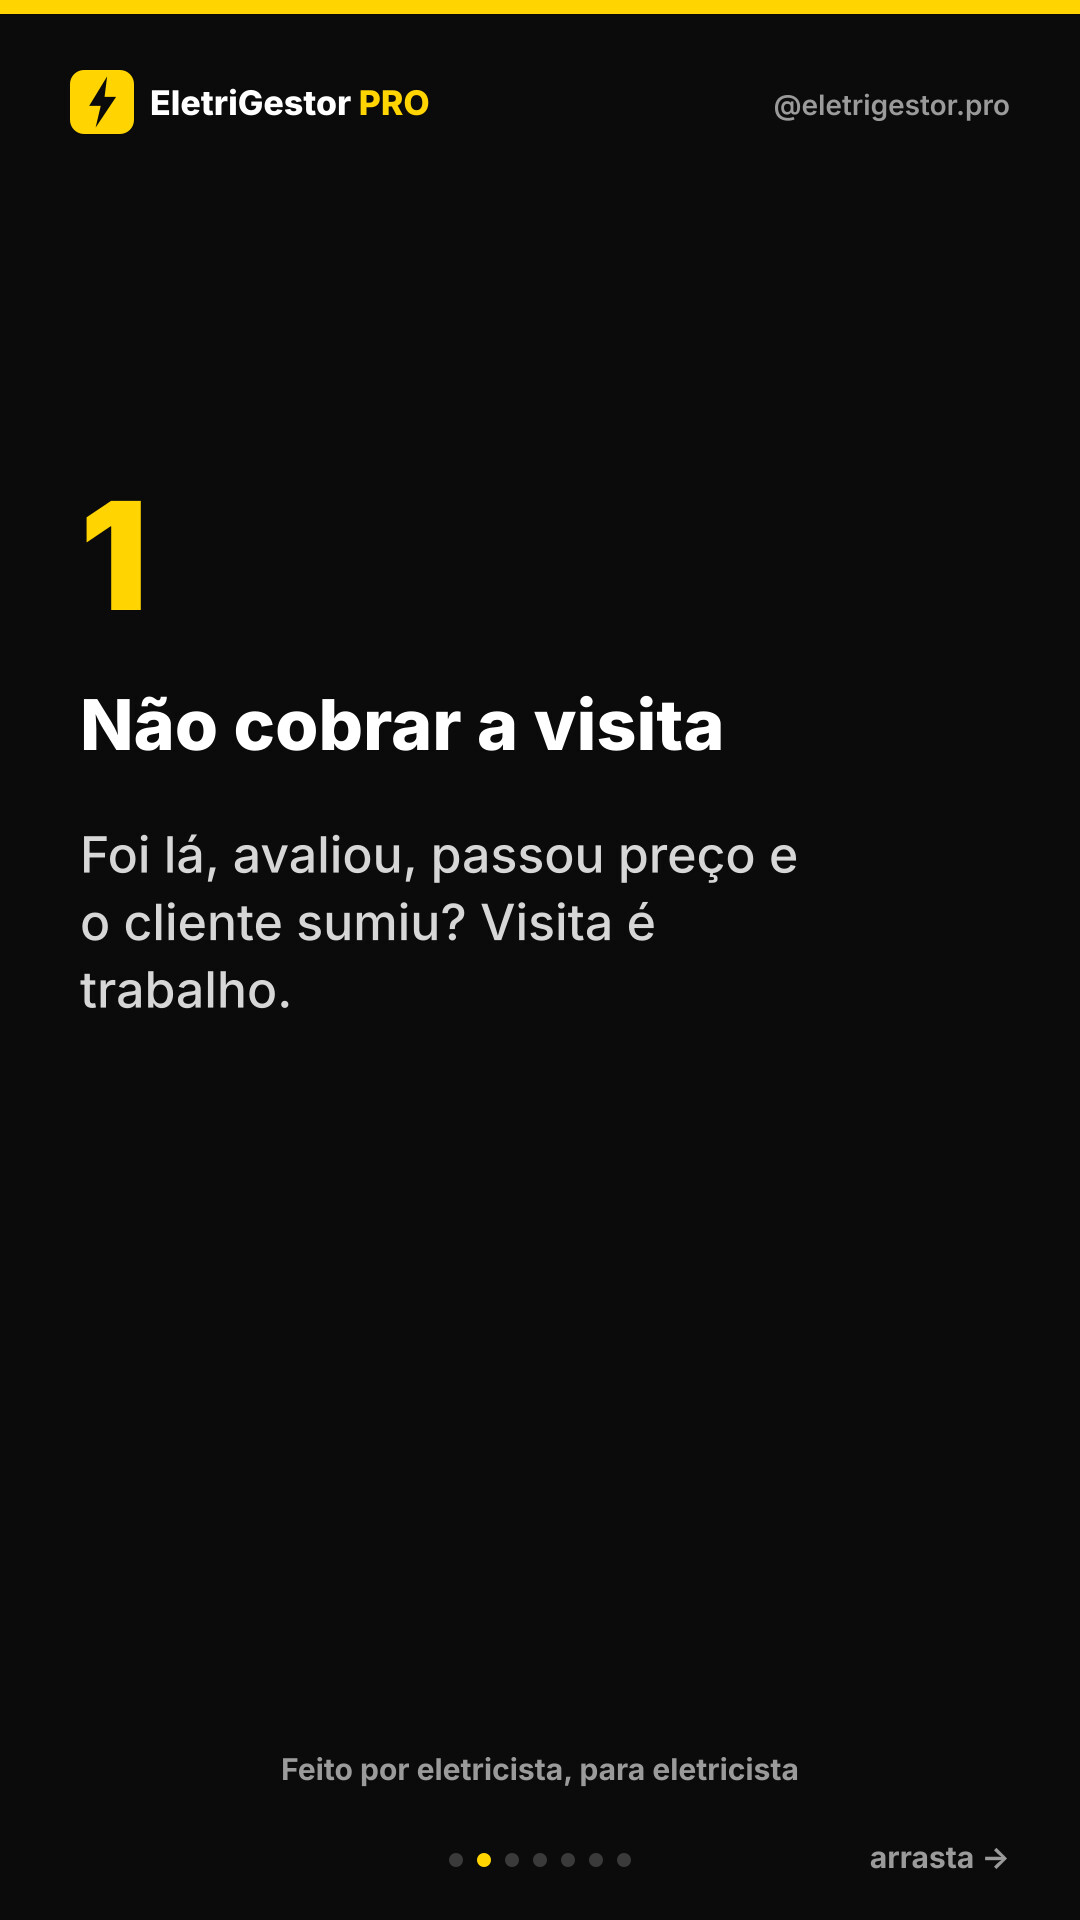 EletriGestor PRO
@eletrigestor.pro
1
Não cobrar a visita
Foi lá, avaliou, passou preço e
o cliente sumiu? Visita é
trabalho.
Feito por eletricista, para eletricista
arrasta →